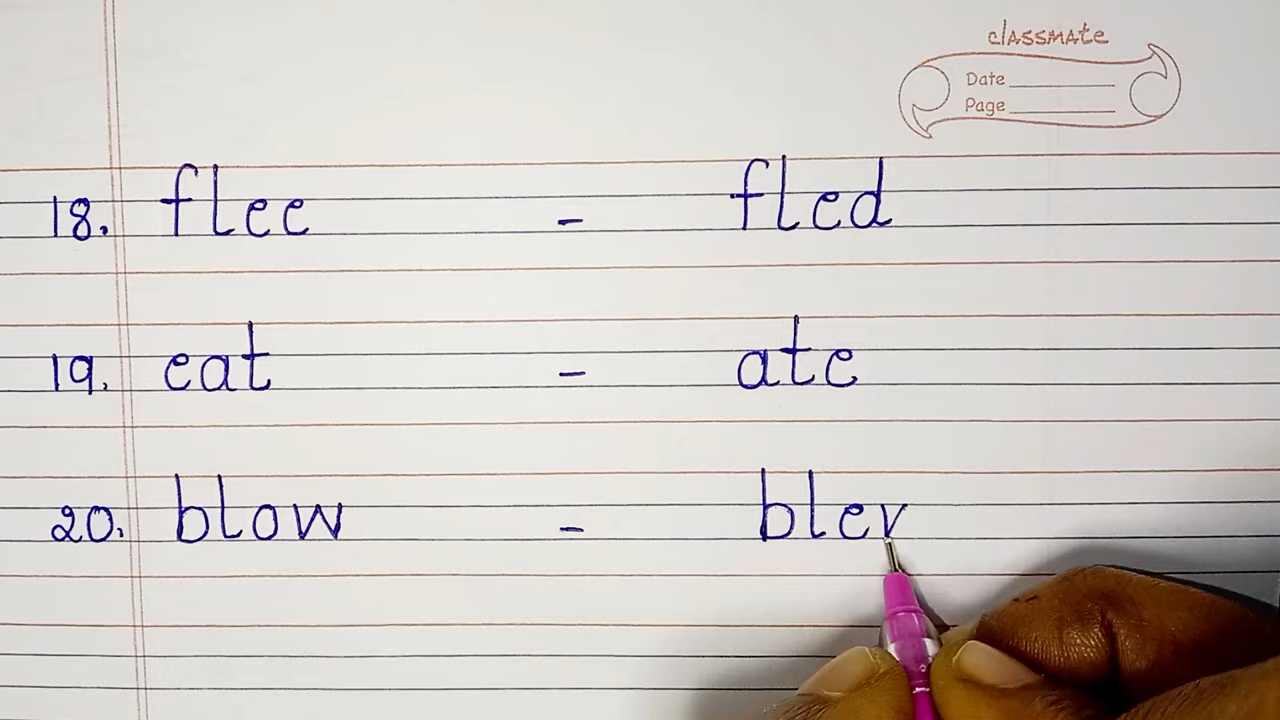 classmate
Date
Page
18. flee - fled
19. eat - ate
20. blow - blev